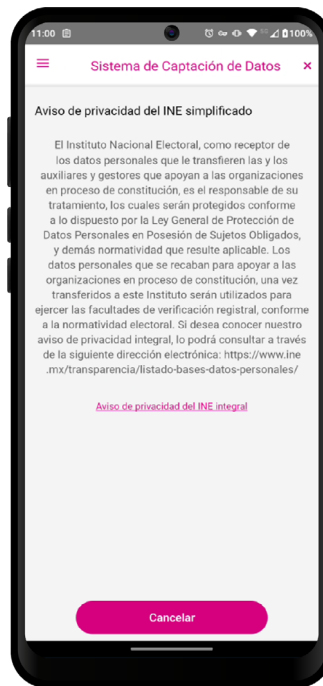 11:00 100%
Sistema de Captación de Datos ×
Aviso de privacidad del INE simplificado
El Instituto Nacional Electoral, como receptor de
los datos personales que le transfieren las y los
auxiliares y gestores que apoyan a las organizaciones
en proceso de constitución, es el responsable de su
tratamiento, los cuales serán protegidos conforme
a lo dispuesto por la Ley General de Protección de
Datos Personales en Posesión de Sujetos Obligados,
y demás normatividad que resulte aplicable. Los
datos personales que se recaban para apoyar a las
organizaciones en proceso de constitución, una vez
transferidos a este Instituto serán utilizados para
ejercer las facultades de verificación registral, conforme
a la normatividad electoral. Si desea conocer nuestro
aviso de privacidad integral, lo podrá consultar a través
de la siguiente dirección electrónica: https://www.ine
.mx/transparencia/listado-bases-datos-personales/
Aviso de privacidad del INE integral
Cancelar